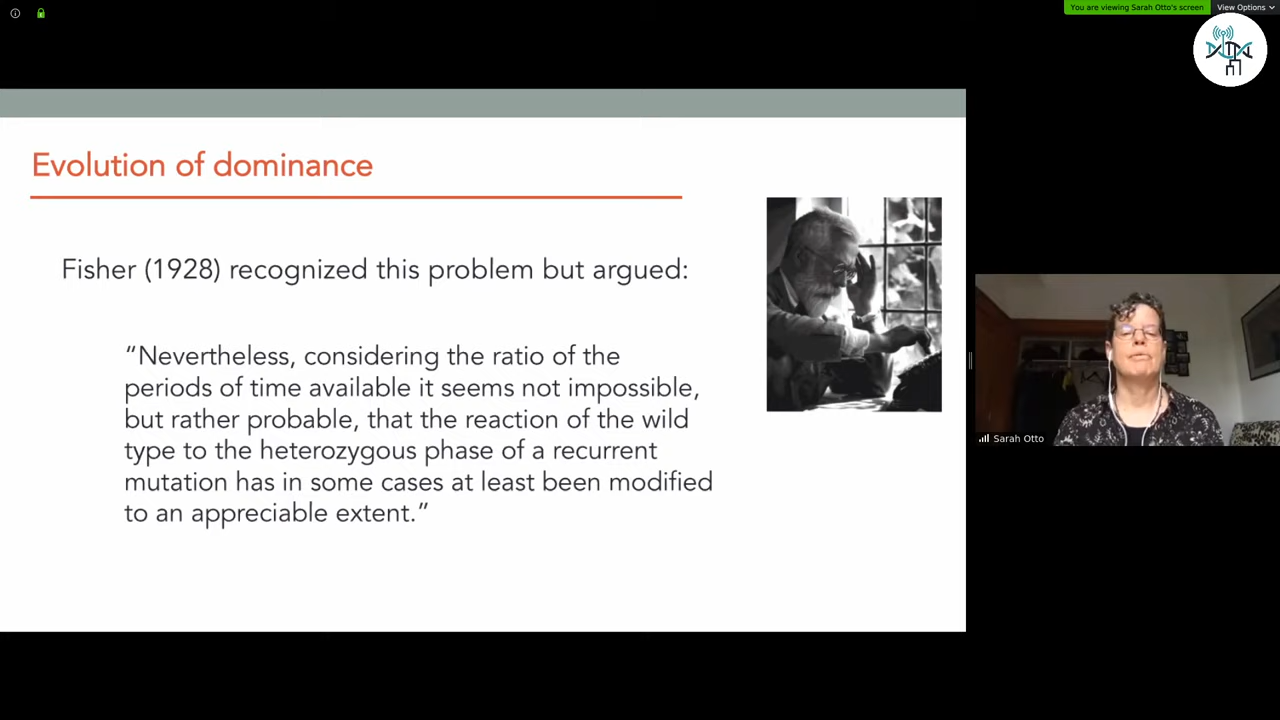 You are viewing Sarah Otto's screen
View Options
Evolution of dominance
Fisher (1928) recognized this problem but argued:
“Nevertheless, considering the ratio of the
periods of time available it seems not impossible,
but rather probable, that the reaction of the wild
type to the heterozygous phase of a recurrent
mutation has in some cases at least been modified
to an appreciable extent.”
Sarah Otto